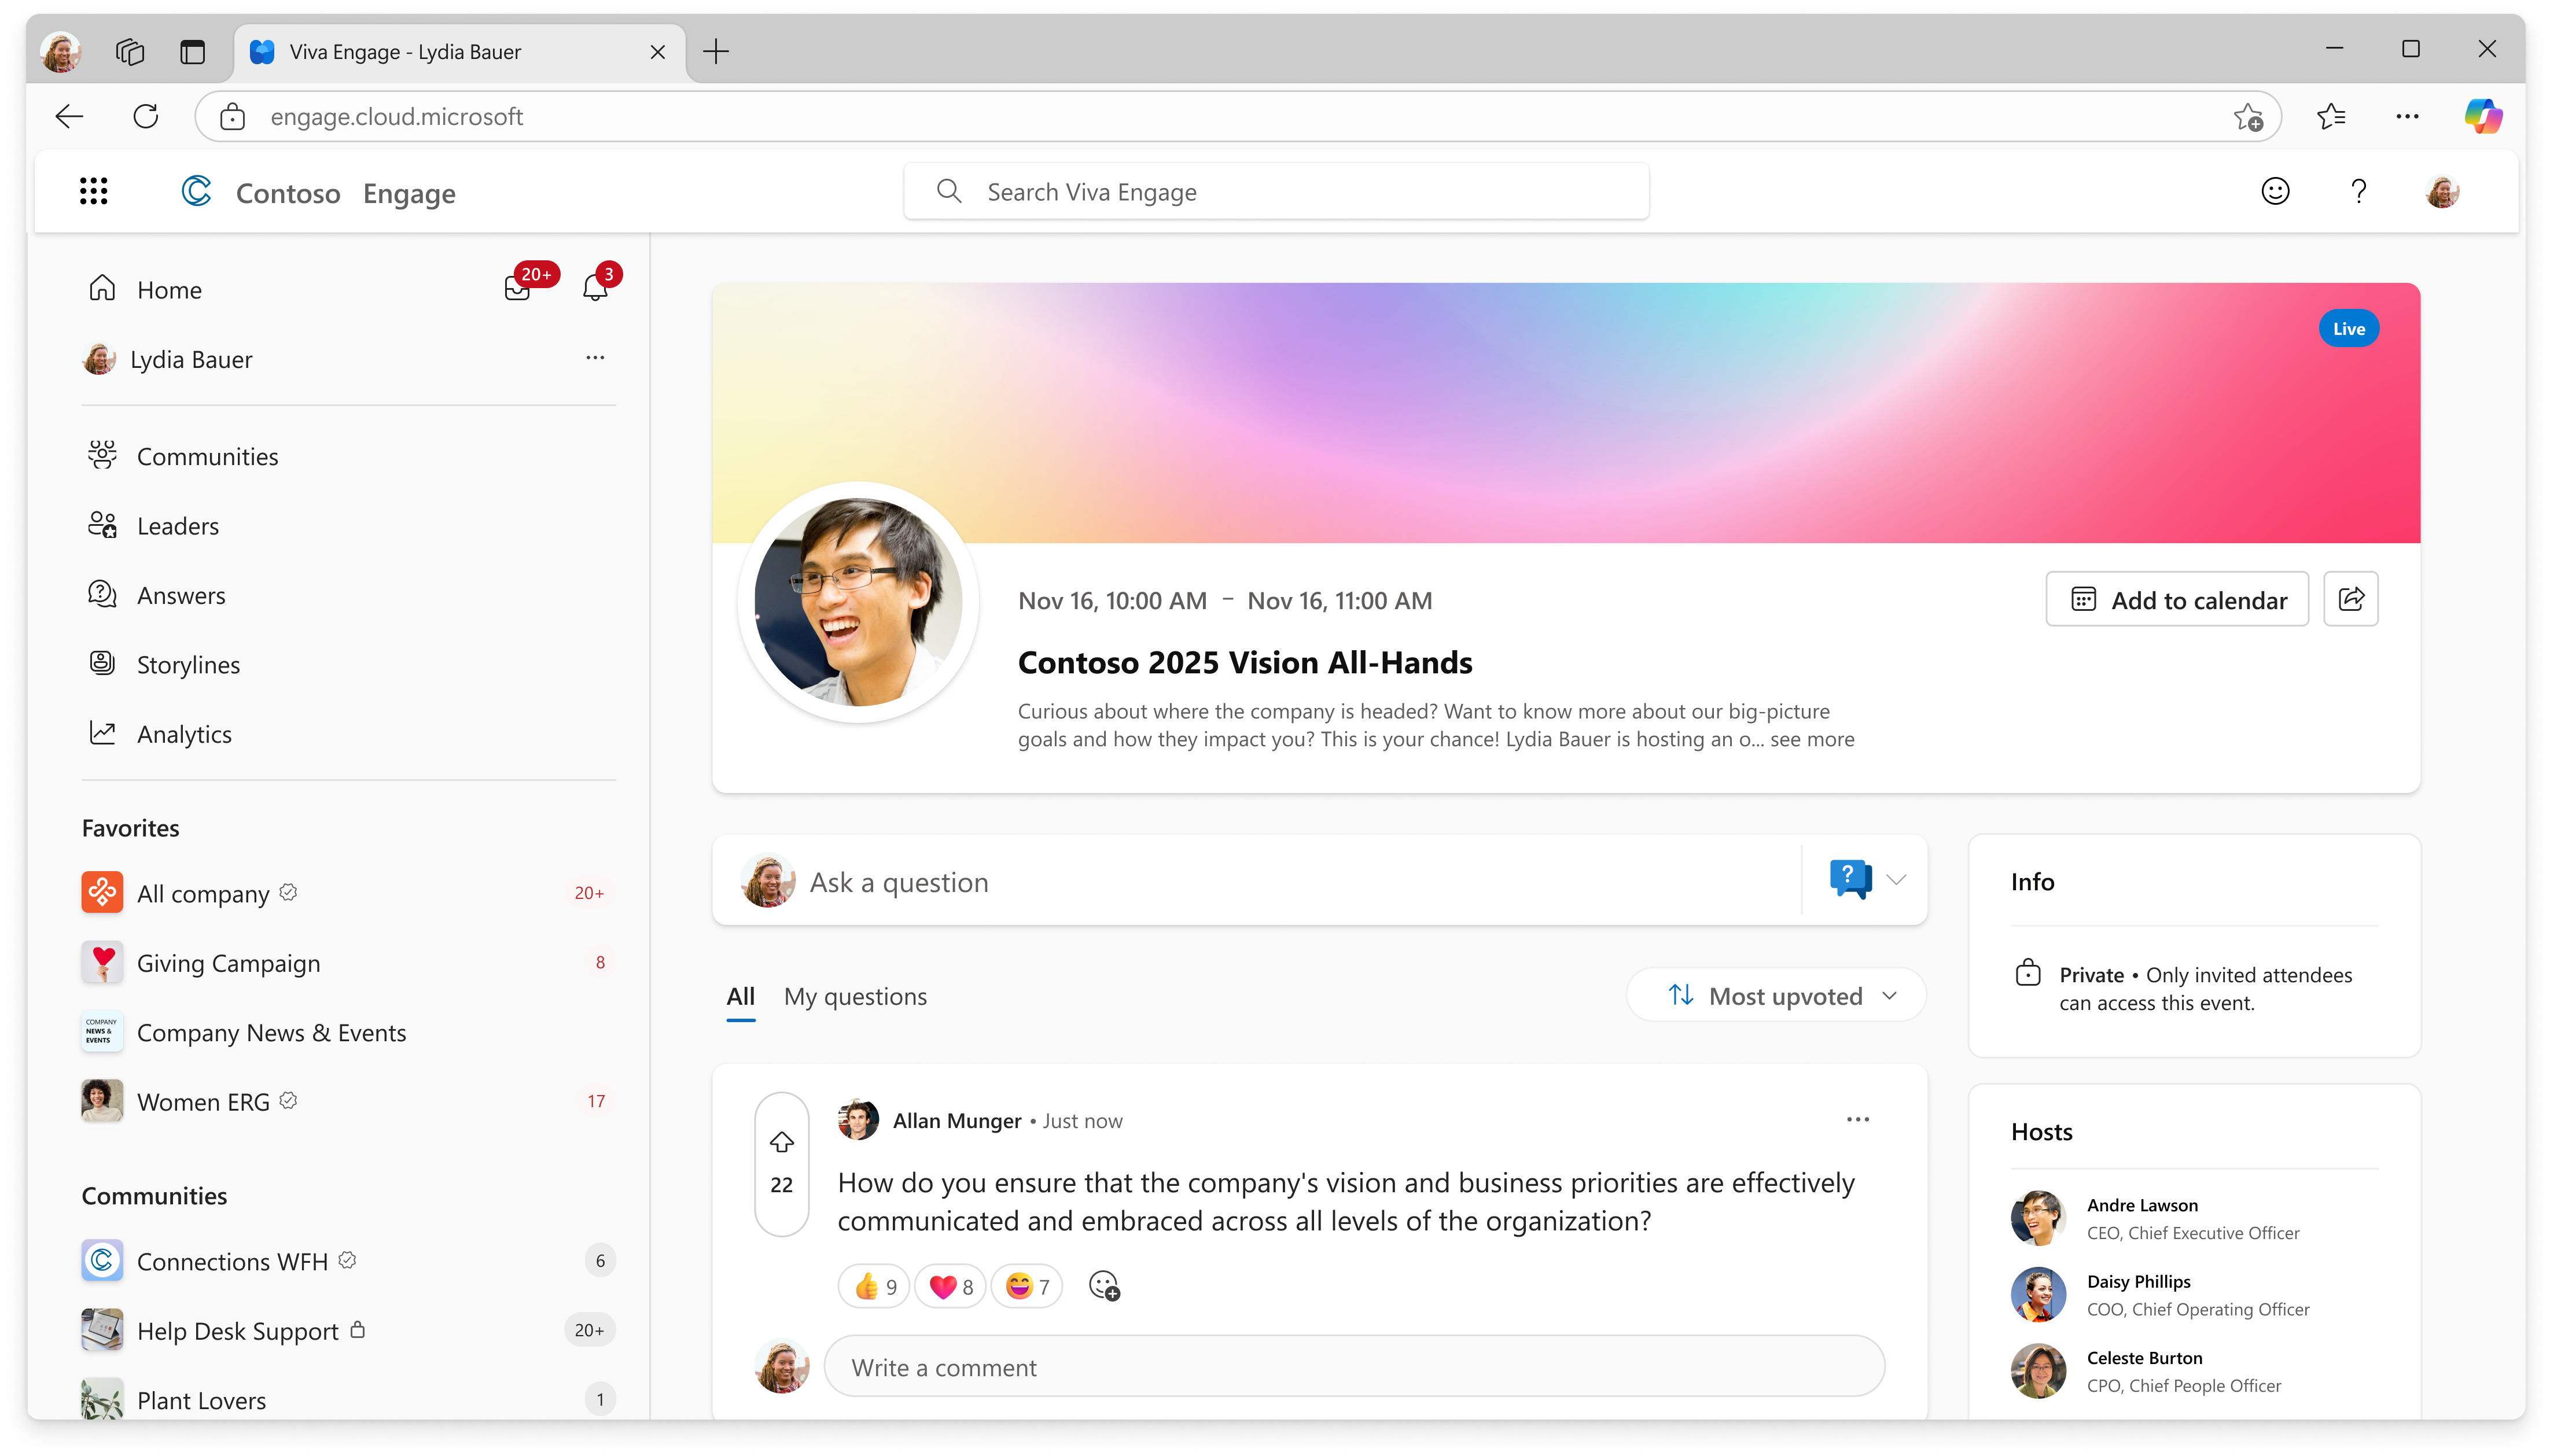 Viva Engage - Lydia Bauer
engage.cloud.microsoft
Contoso Engage
Search Viva Engage
Home
20+
3
Lydia Bauer
Communities
Leaders
Answers
Storylines
Analytics
Favorites
All company
20+
Giving Campaign
8
COMPANY
NEWS &
EVENTS
Company News & Events
Women ERG
17
Communities
Connections WFH
6
Help Desk Support
20+
Plant Lovers
1
Live
Nov 16, 10:00 AM – Nov 16, 11:00 AM
Add to calendar
Contoso 2025 Vision All-Hands
Curious about where the company is headed? Want to know more about our big-picture
goals and how they impact you? This is your chance! Lydia Bauer is hosting an o... see more
Ask a question
?
All
My questions
Most upvoted
22
Allan Munger • Just now
How do you ensure that the company's vision and business priorities are effectively
communicated and embraced across all levels of the organization?
9
8
7
Write a comment
Info
Private • Only invited attendees
can access this event.
Hosts
Andre Lawson
CEO, Chief Executive Officer
Daisy Phillips
COO, Chief Operating Officer
Celeste Burton
CPO, Chief People Officer